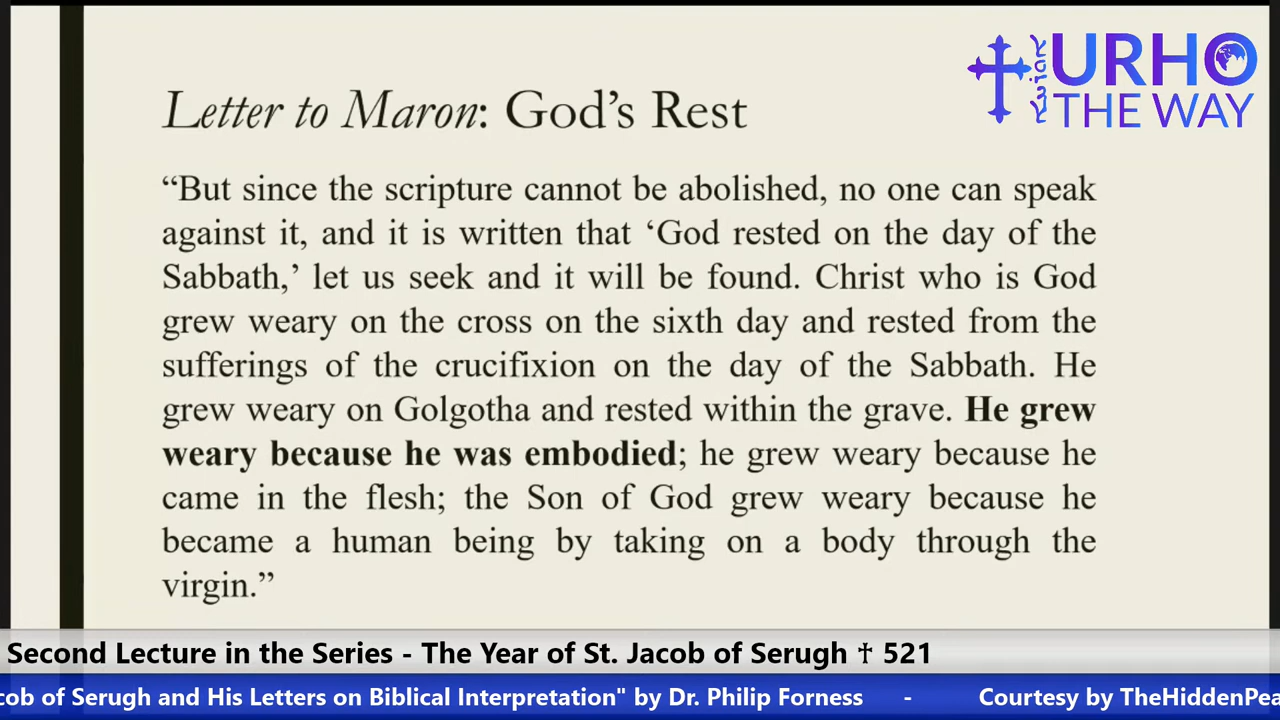 URHO
THE WAY
Letter to Maron: God’s Rest
“But since the scripture cannot be abolished, no one can speak
against it, and it is written that ‘God rested on the day of the
Sabbath,’ let us seek and it will be found. Christ who is God
grew weary on the cross on the sixth day and rested from the
sufferings of the crucifixion on the day of the Sabbath. He
grew weary on Golgotha and rested within the grave. He grew
weary because he was embodied; he grew weary because he
came in the flesh; the Son of God grew weary because he
became a human being by taking on a body through the
virgin.”
Second Lecture in the Series - The Year of St. Jacob of Serugh ☦ 521
cob of Serugh and His Letters on Biblical Interpretation" by Dr. Philip Forness - Courtesy by TheHiddenPea